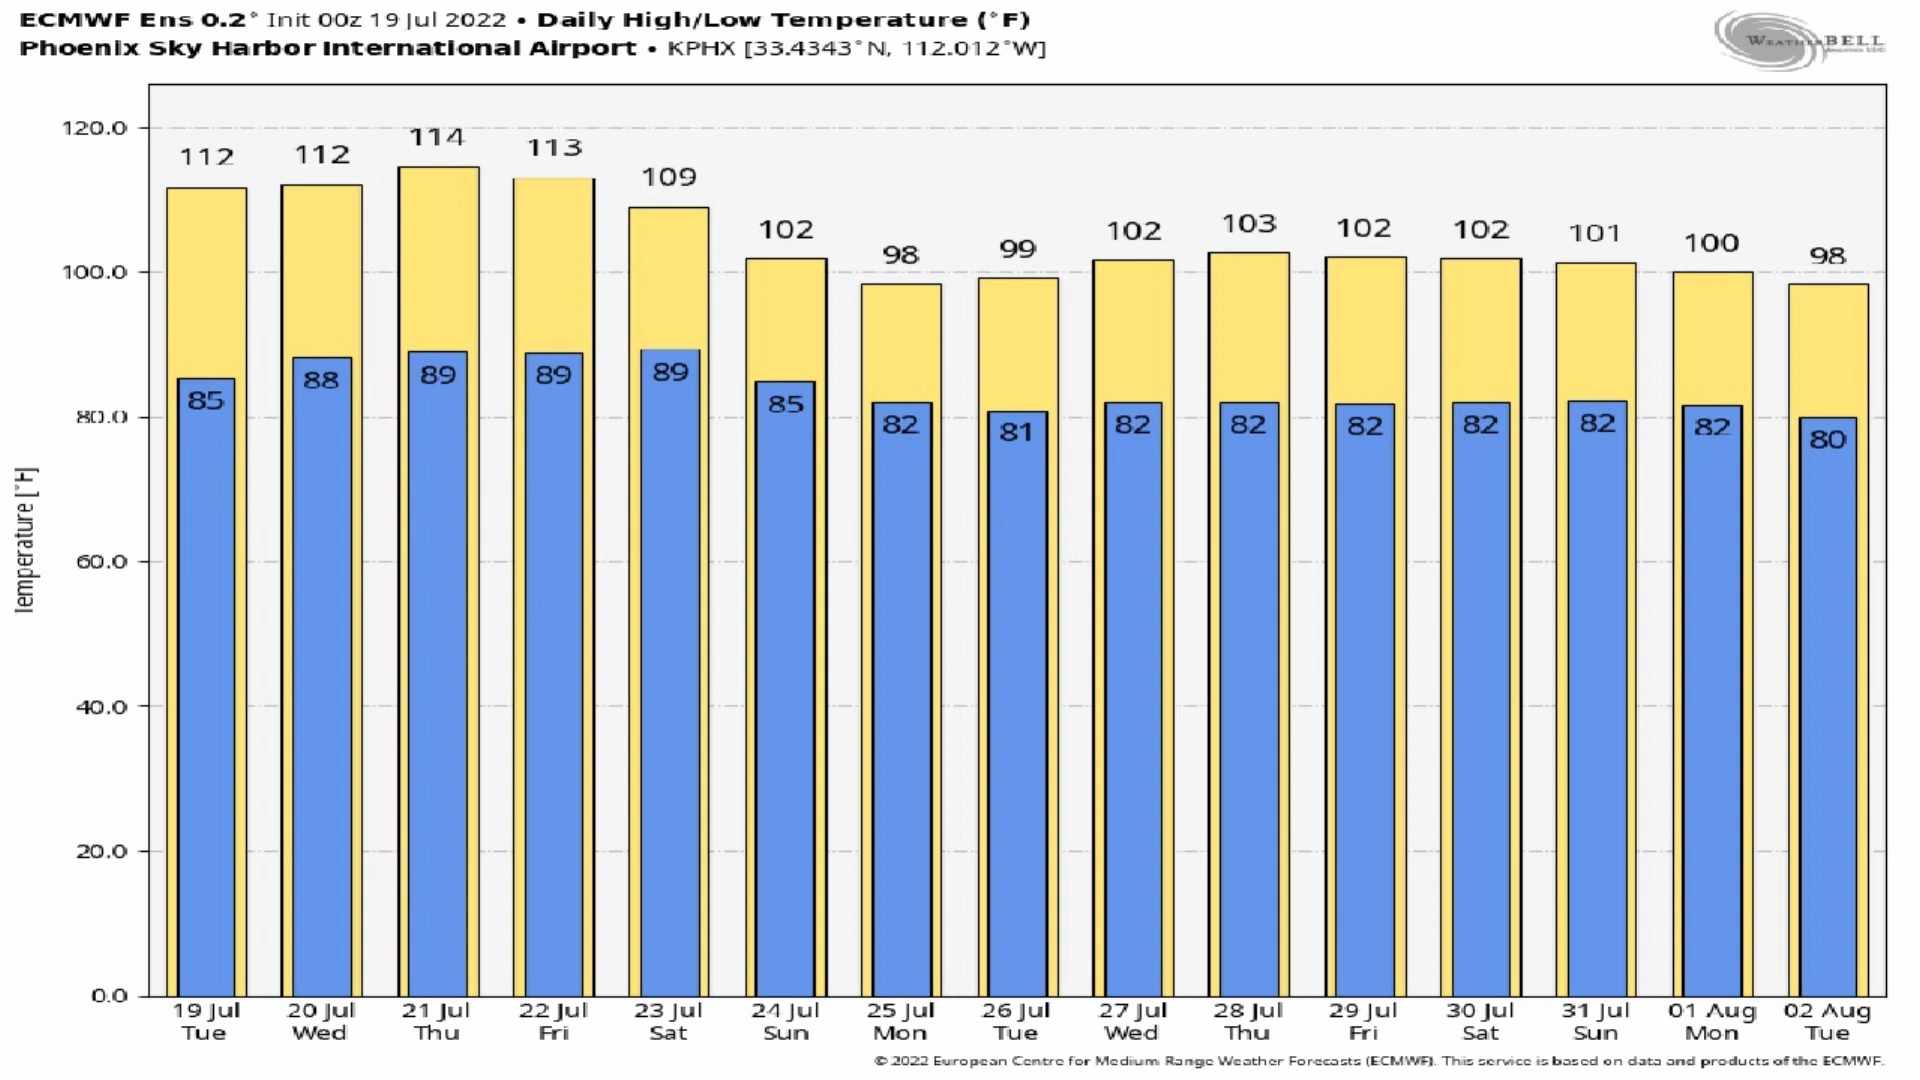 ECMWF Ens 0.2° Init 00z 19 Jul 2022 • Daily High/Low Temperature (°F)
Phoenix Sky Harbor International Airport • KPHX [33.4343°N, 112.012°W]
WEATHERBELL
Temperature [°F]
120.0
100.0
80.0
60.0
40.0
20.0
0.0
112 112 114 113 109 102 98 99 102 103 102 102 101 100 98
85 88 89 89 89 85 82 81 82 82 82 82 82 82 80
19 Jul 20 Jul 21 Jul 22 Jul 23 Jul 24 Jul 25 Jul 26 Jul 27 Jul 28 Jul 29 Jul 30 Jul 31 Jul 01 Aug 02 Aug
Tue Wed Thu Fri Sat Sun Mon Tue Wed Thu Fri Sat Sun Mon Tue
© 2022 European Centre for Medium Range Weather Forecasts (ECMWF). This service is based on data and products of the ECMWF.